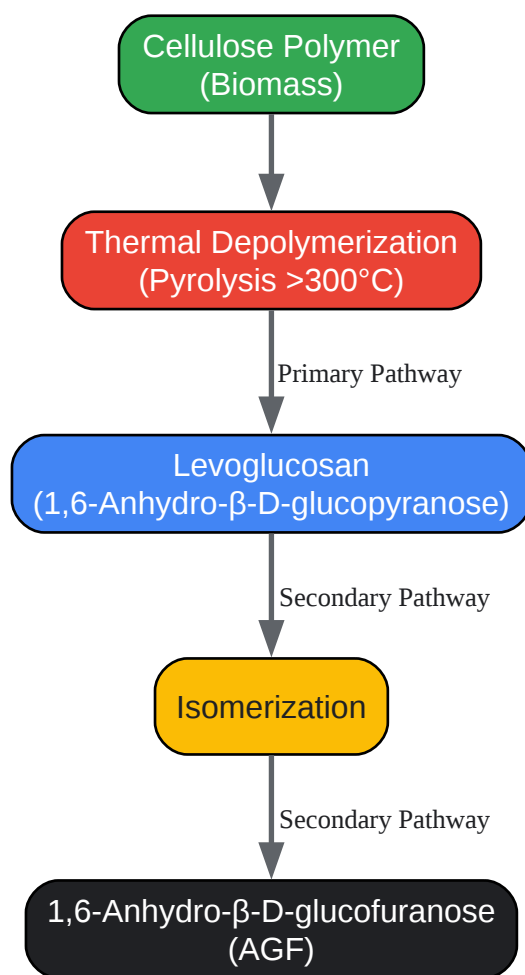 Cellulose Polymer
(Biomass)
Thermal Depolymerization
(Pyrolysis >300°C)
Primary Pathway
Levoglucosan
(1,6-Anhydro-β-D-glucopyranose)
Secondary Pathway
Isomerization
Secondary Pathway
1,6-Anhydro-β-D-glucofuranose
(AGF)